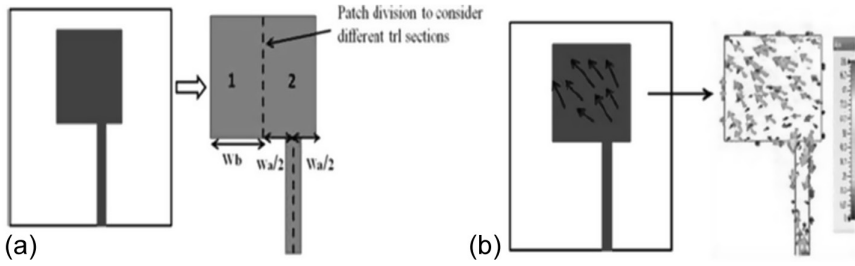 Patch division to consider
different trl sections
1 2
Wb Wa/2 Wa/2
(a) (b)